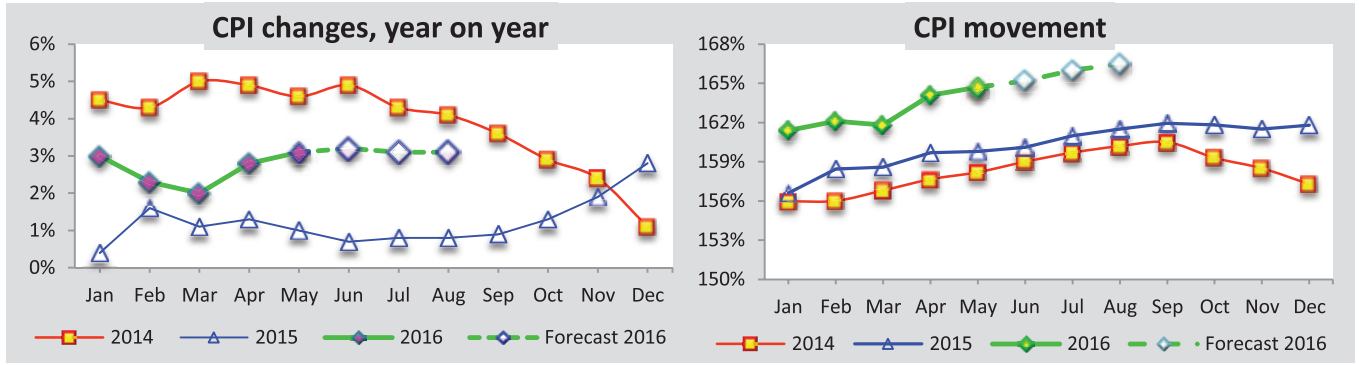 CPI changes, year on year
6%
5%
4%
3%
2%
1%
0%
Jan Feb Mar Apr May Jun Jul Aug Sep Oct Nov Dec
2014 2015 2016 Forecast 2016
CPI movement
168%
165%
162%
159%
156%
153%
150%
Jan Feb Mar Apr May Jun Jul Aug Sep Oct Nov Dec
2014 2015 2016 Forecast 2016